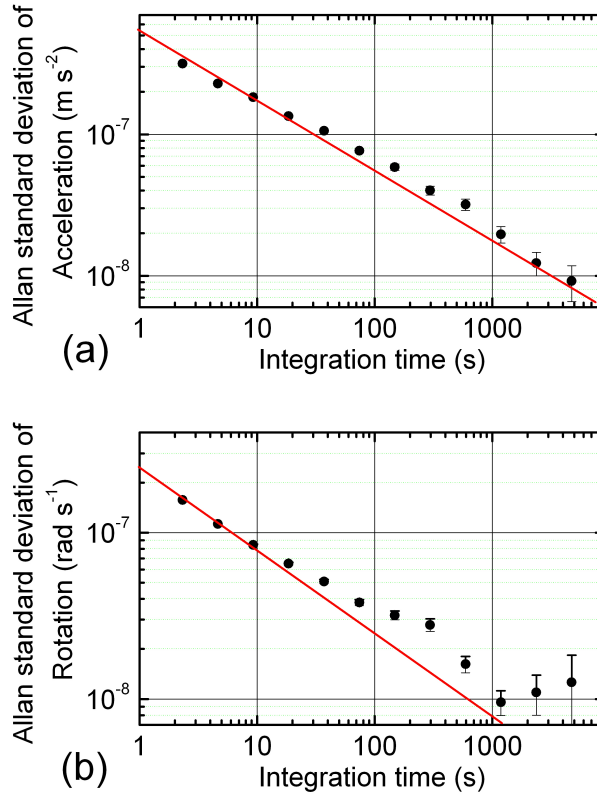 Allan standard deviation of
Acceleration (m s⁻²)
10⁻⁷
10⁻⁸
1
10
100
1000
Integration time (s)
(a)
Allan standard deviation of
Rotation (rad s⁻¹)
10⁻⁷
10⁻⁸
1
10
100
1000
Integration time (s)
(b)